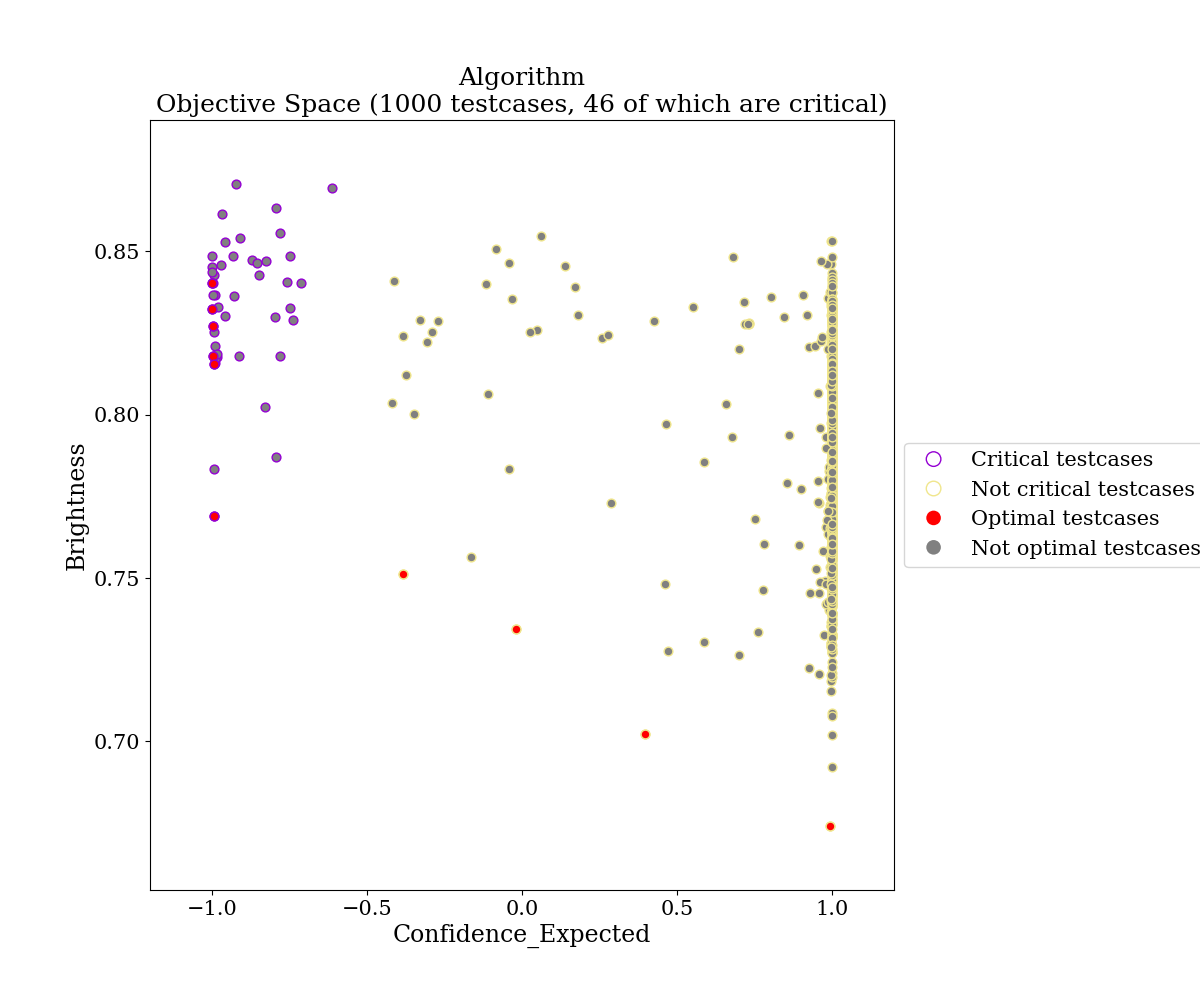 Algorithm
Objective Space (1000 testcases, 46 of which are critical)
0.85
0.80
0.75
0.70
Brightness
−1.0
−0.5
0.0
0.5
1.0
Confidence_Expected
Critical testcases
Not critical testcases
Optimal testcases
Not optimal testcases